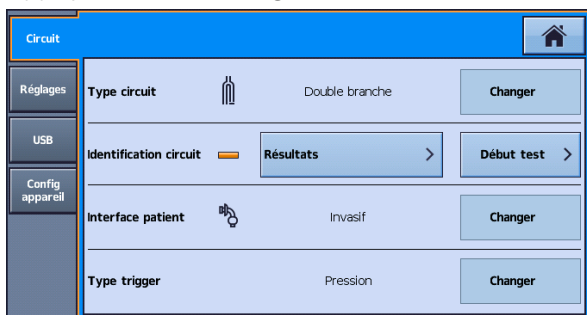 Circuit
Réglages
USB
Config
appareil
Type circuit
Double branche
Changer
Identification circuit
Résultats
Début test
Interface patient
Invasif
Changer
Type trigger
Pression
Changer